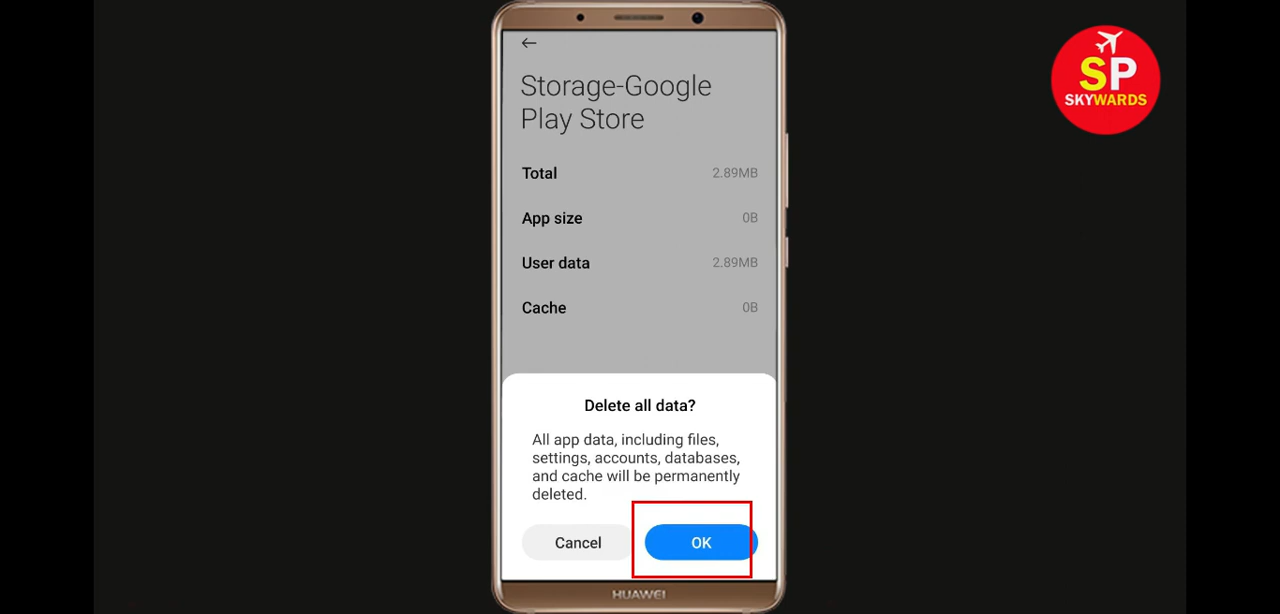 SP
SKYWARDS
Storage-Google
Play Store
Total 2.89MB
App size 0B
User data 2.89MB
Cache 0B
Delete all data?
All app data, including files,
settings, accounts, databases,
and cache will be permanently
deleted.
Cancel OK
HUAWEI